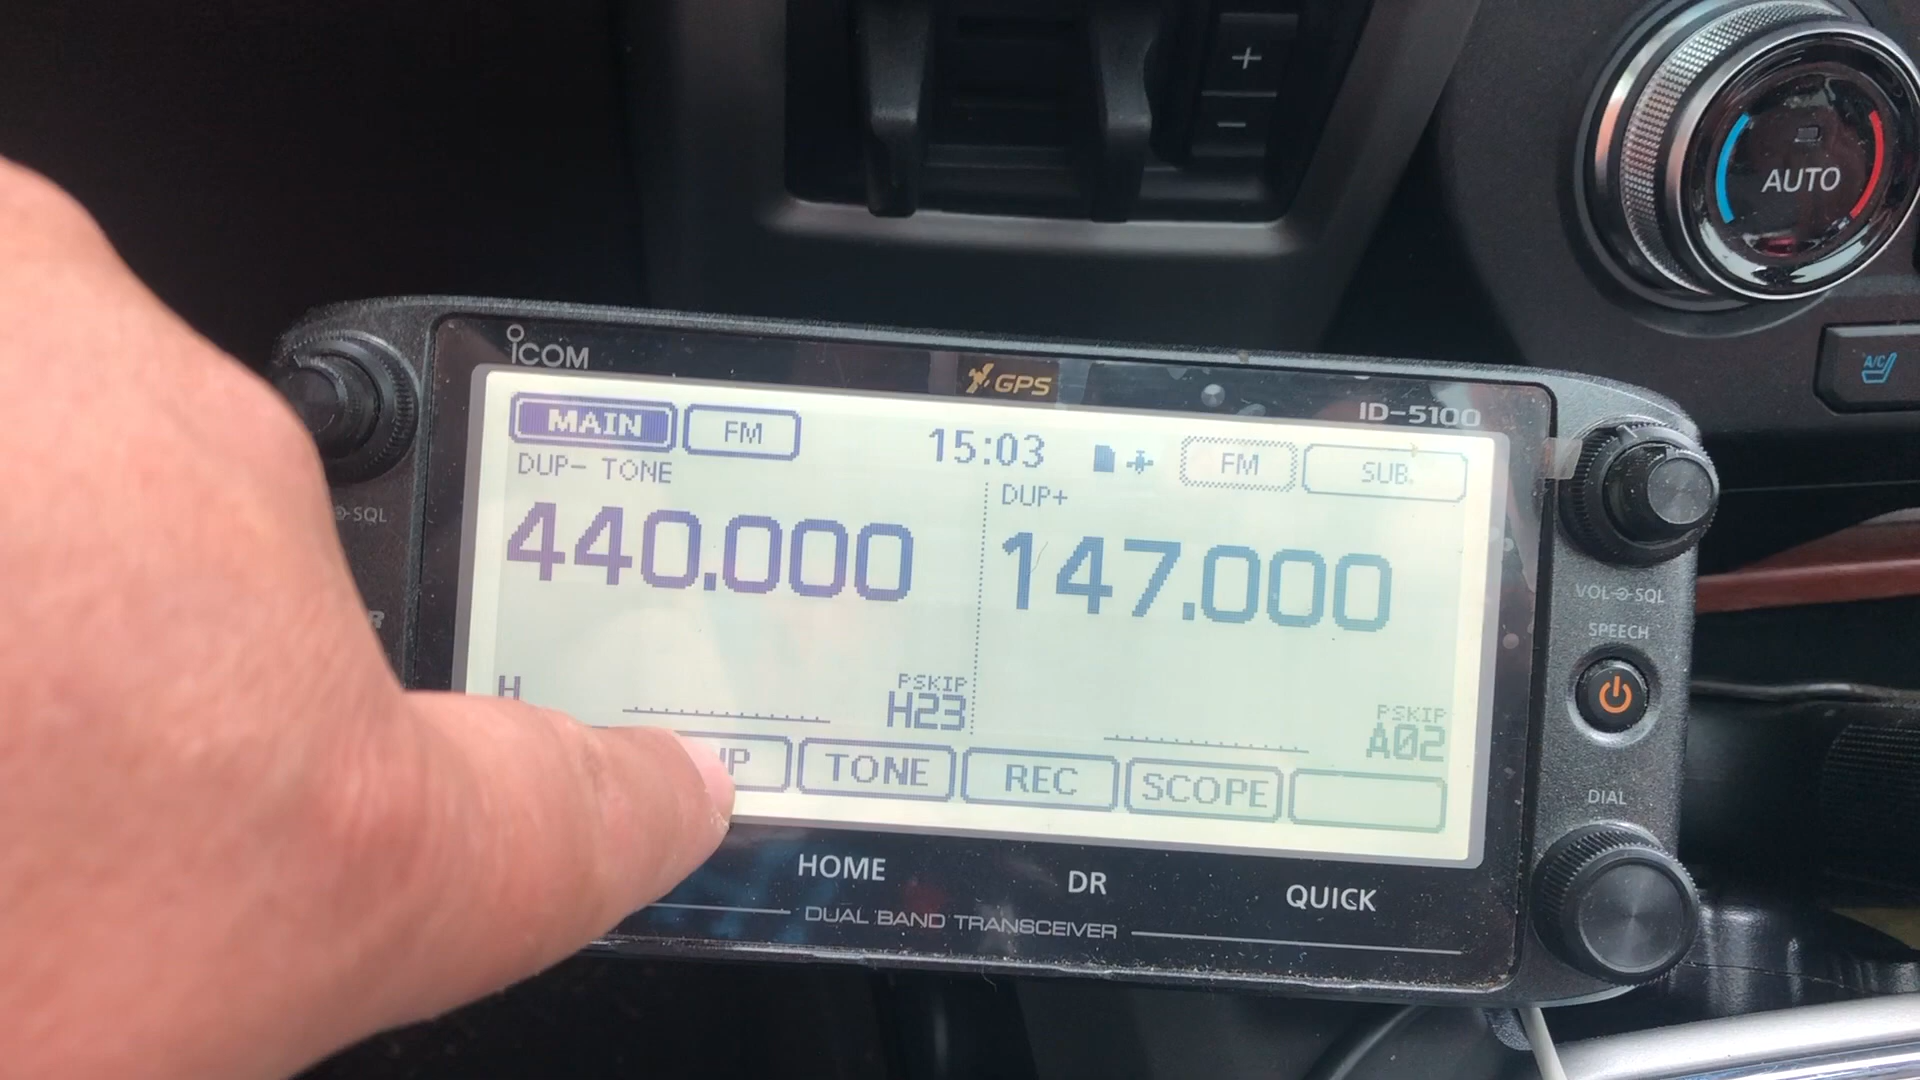 +
−
AUTO
A/C
ICOM
GPS
ID-5100
MAIN FM 15:03 FM SUB
DUP− TONE
DUP+
440.000
147.000
-SQL
VOL SQL
SPEECH
H
PSKIP
H23
PSKIP
A02
TONE REC SCOPE
DIAL
HOME DR QUICK
DUAL BAND TRANSCEIVER